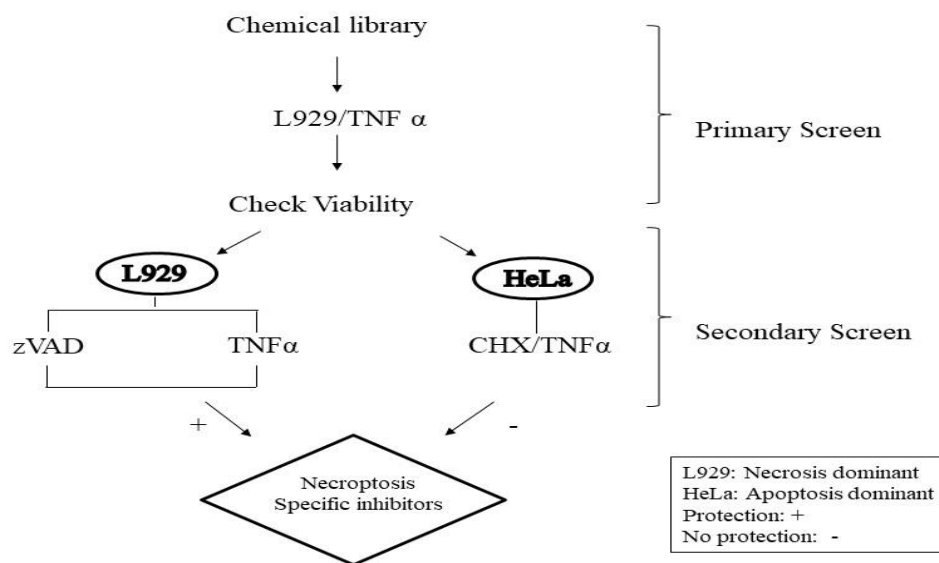 Chemical library
L929/TNF α
Primary Screen
Check Viability
L929
HeLa
zVAD
TNFα
CHX/TNFα
Secondary Screen
+
-
Necroptosis
Specific inhibitors
L929: Necrosis dominant
HeLa: Apoptosis dominant
Protection: +
No protection: -